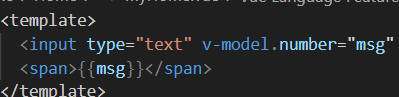 <template>
<input type="text" v-model.number="msg"
<span>{{msg}}</span>
</template>